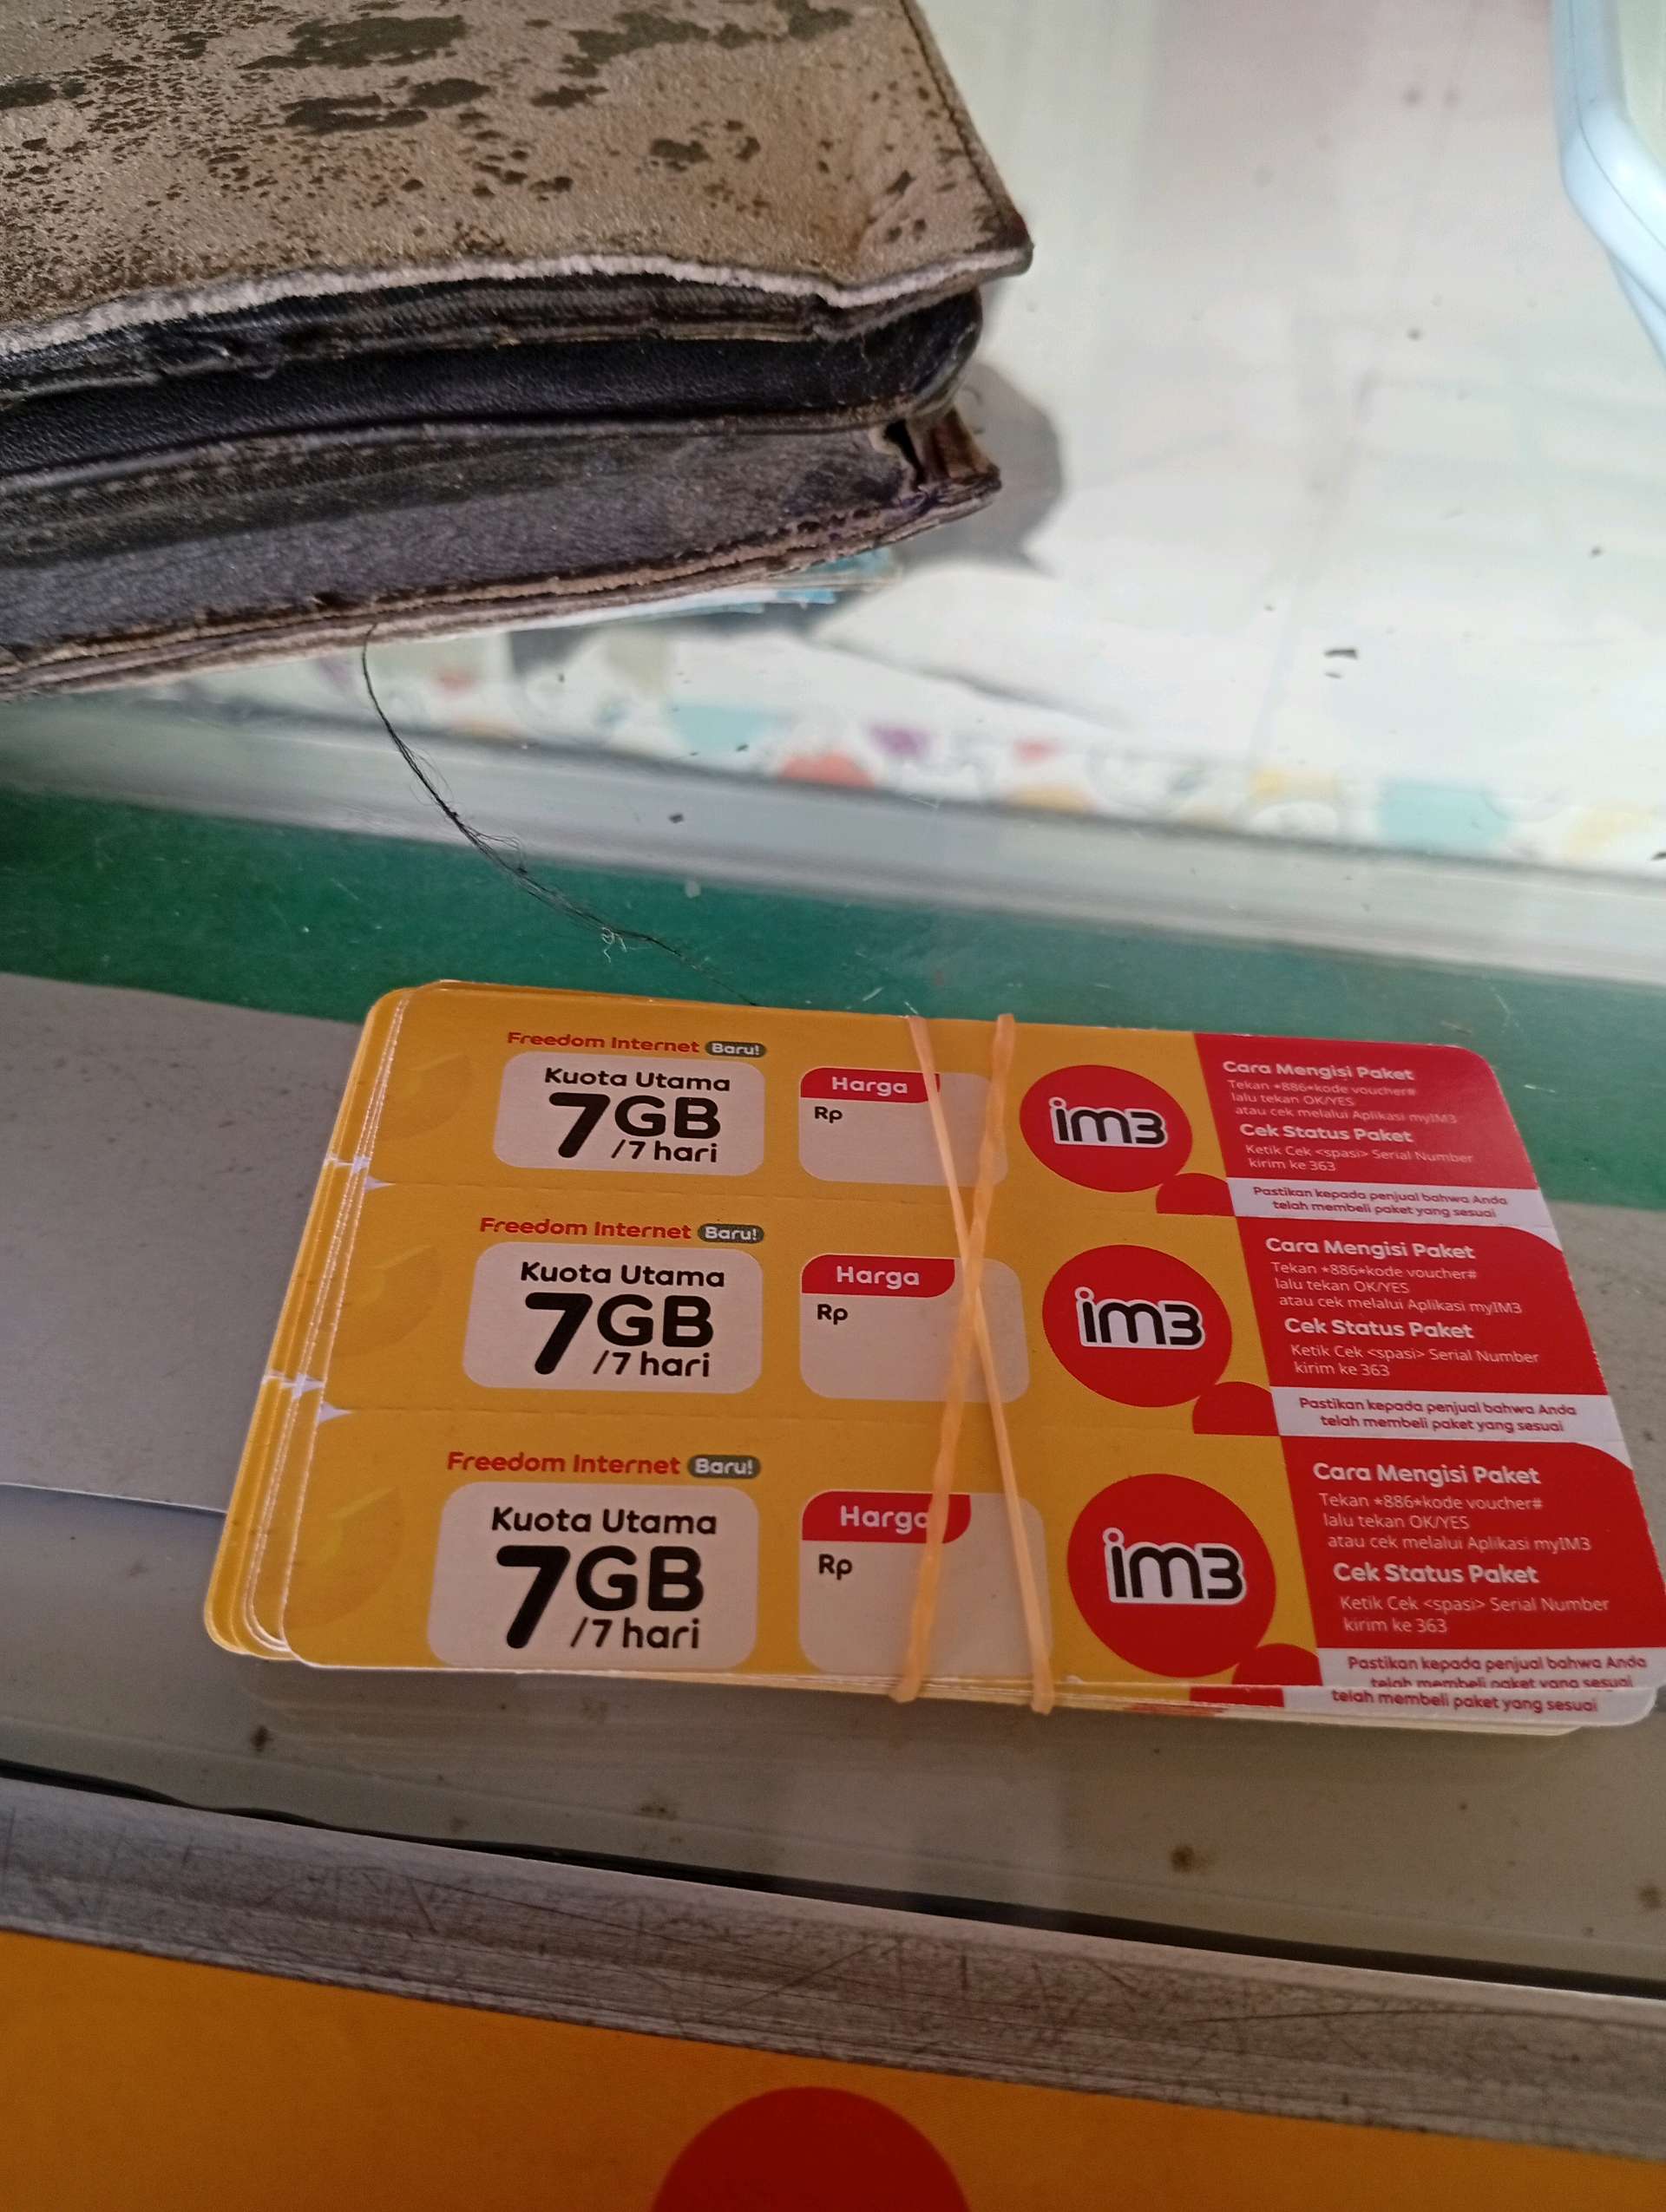 Freedom Internet Baru!
Kuota Utama
7GB
/7 hari
Harga
Rp
im3
Cara Mengisi Paket
Tekan *886*kode voucher#
lalu tekan OK/YES
atau cek melalui Aplikasi myIM3
Cek Status Paket
Ketik Cek <spasi> Serial Number
kirim ke 363
Pastikan kepada penjual bahwa Anda
telah membeli paket yang sesuai
Freedom Internet Baru!
Kuota Utama
7GB
/7 hari
Harga
Rp
im3
Cara Mengisi Paket
Tekan *886*kode voucher#
lalu tekan OK/YES
atau cek melalui Aplikasi myIM3
Cek Status Paket
Ketik Cek <spasi> Serial Number
kirim ke 363
Pastikan kepada penjual bahwa Anda
telah membeli paket yang sesuai
Freedom Internet Baru!
Kuota Utama
7GB
/7 hari
Harga
Rp
im3
Cara Mengisi Paket
Tekan *886*kode voucher#
lalu tekan OK/YES
atau cek melalui Aplikasi myIM3
Cek Status Paket
Ketik Cek <spasi> Serial Number
kirim ke 363
Pastikan kepada penjual bahwa Anda
telah membeli paket yang sesuai
telah membeli paket yang sesuai